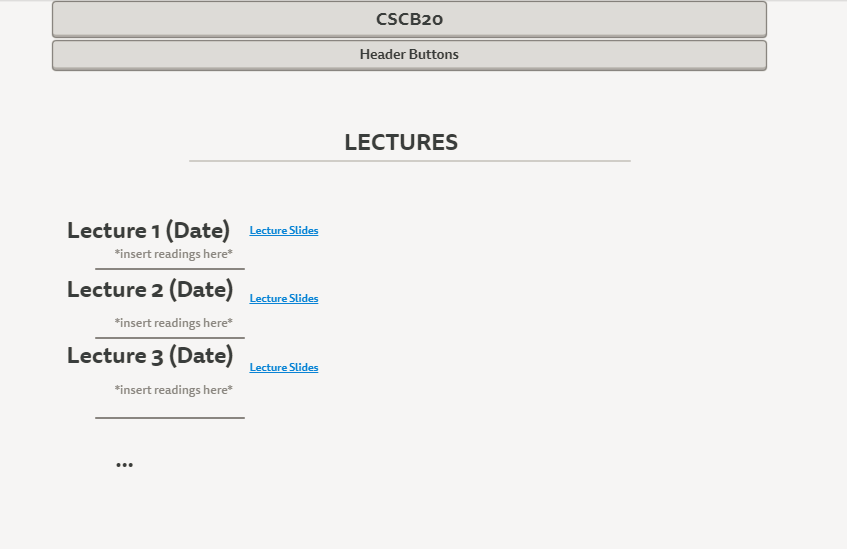 CSCB20
Header Buttons
LECTURES
Lecture 1 (Date) Lecture Slides
*insert readings here*
Lecture 2 (Date) Lecture Slides
*insert readings here*
Lecture 3 (Date) Lecture Slides
*insert readings here*
...